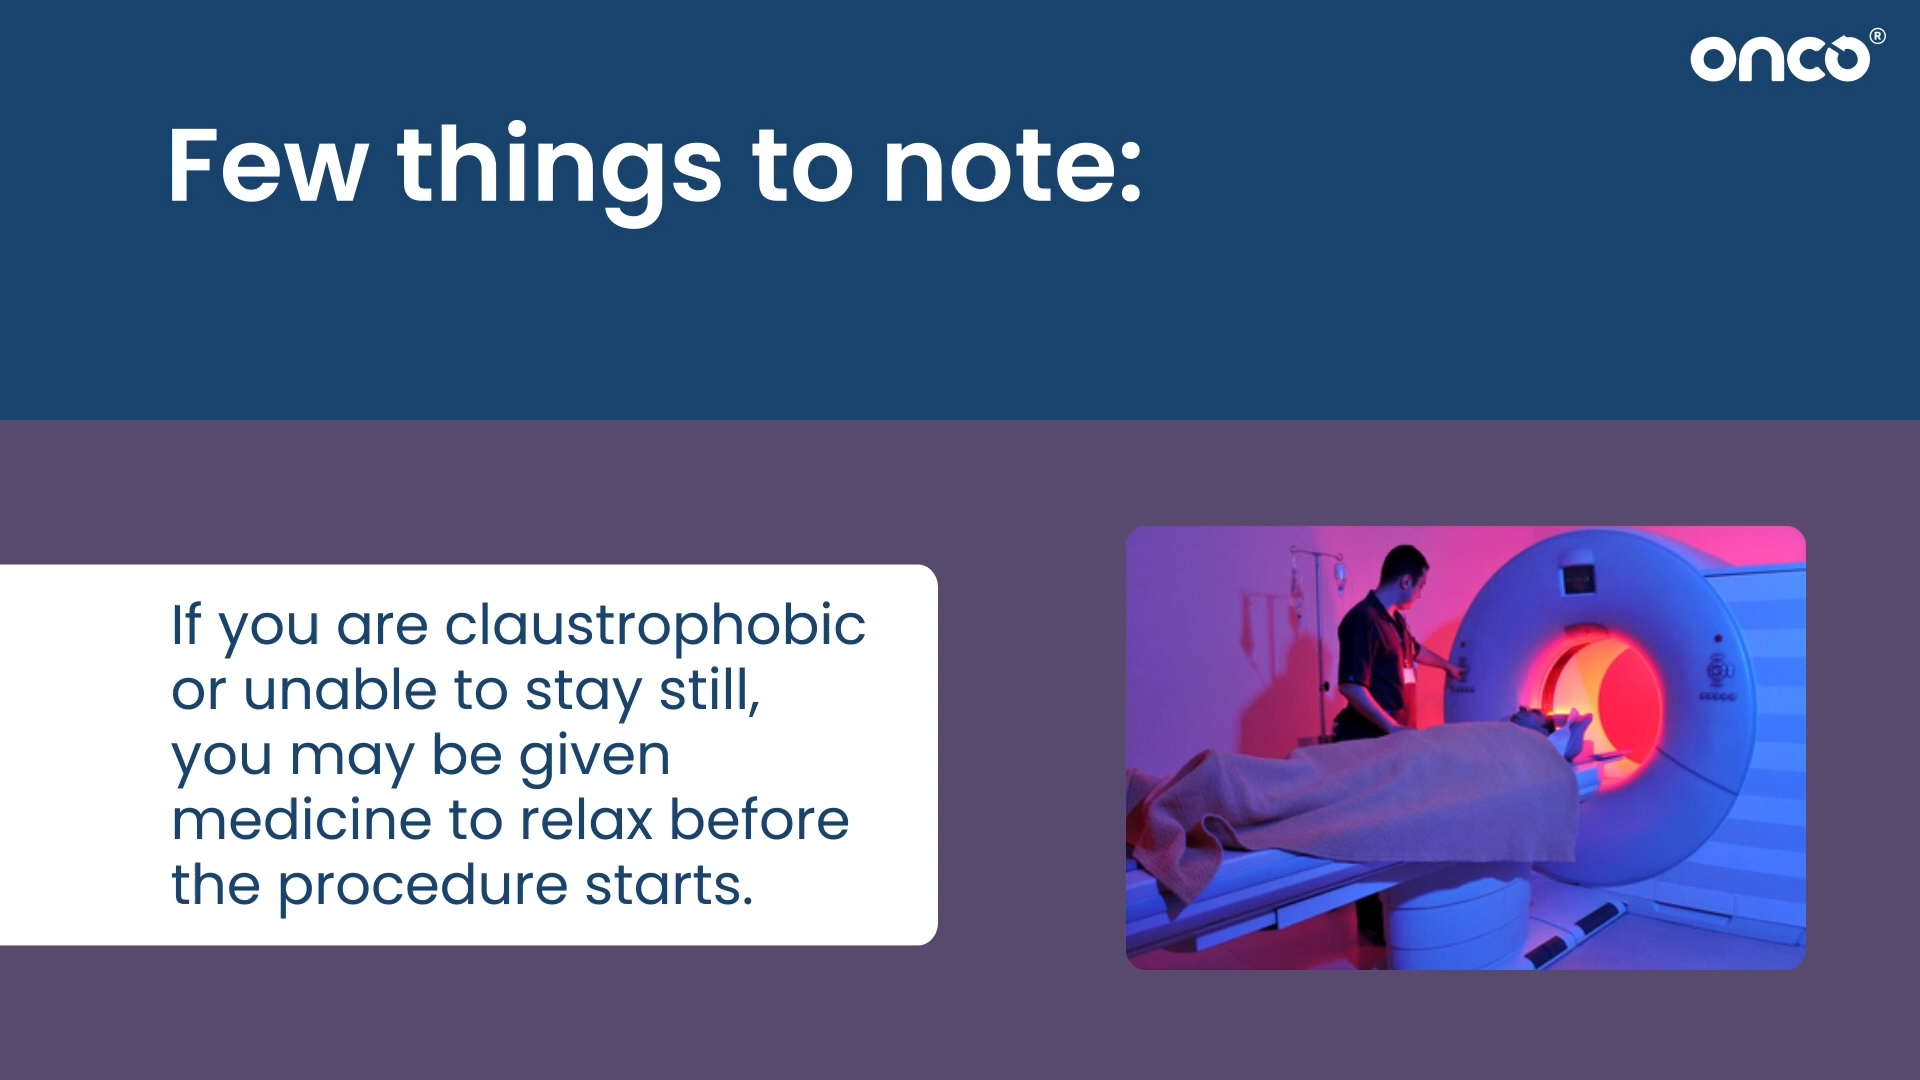 onco®
Few things to note:
If you are claustrophobic
or unable to stay still,
you may be given
medicine to relax before
the procedure starts.